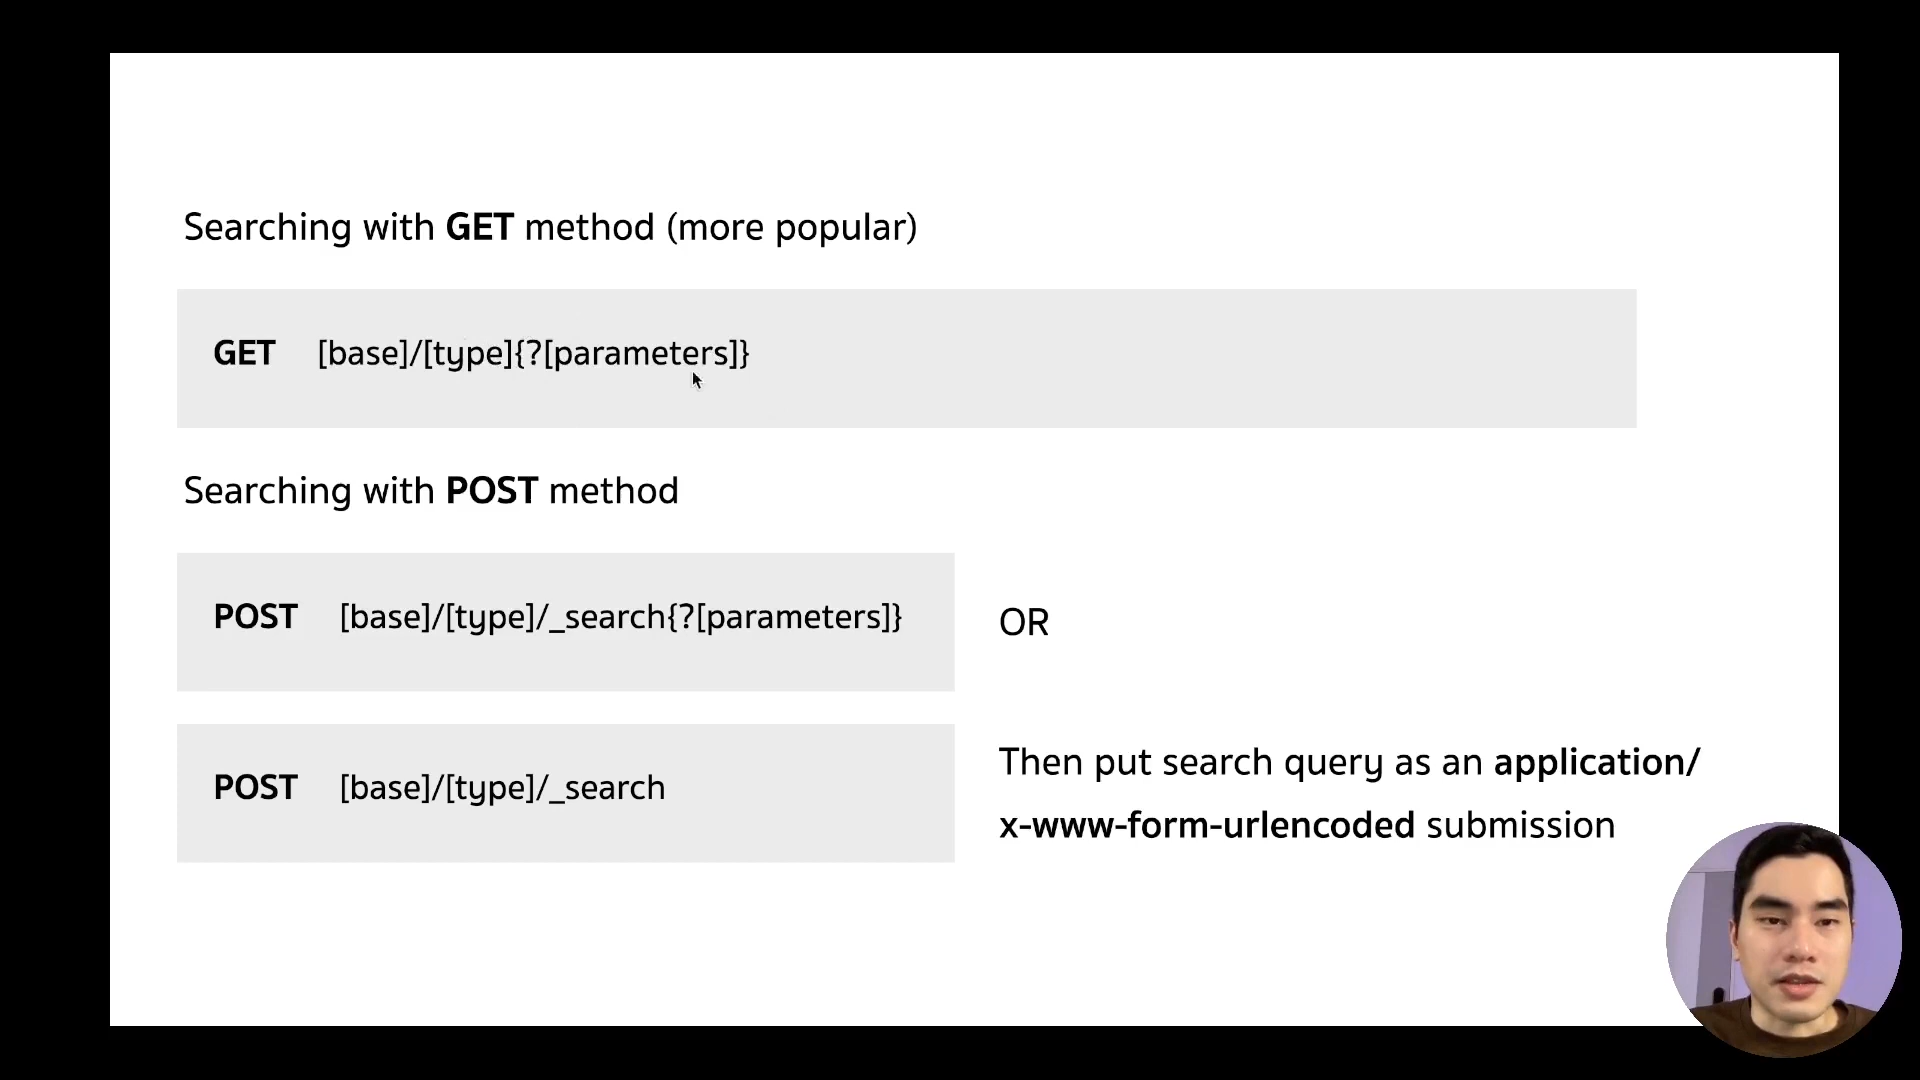 Searching with GET method (more popular)
GET [base]/[type]{?[parameters]}
Searching with POST method
POST [base]/[type]/_search{?[parameters]}
OR
POST [base]/[type]/_search
Then put search query as an application/
x-www-form-urlencoded submission